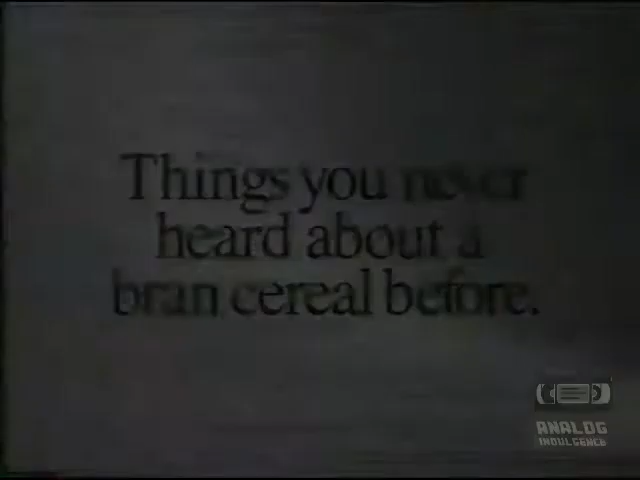 Things you never
heard about a
bran cereal before.
ANALOG
INDULGENCE